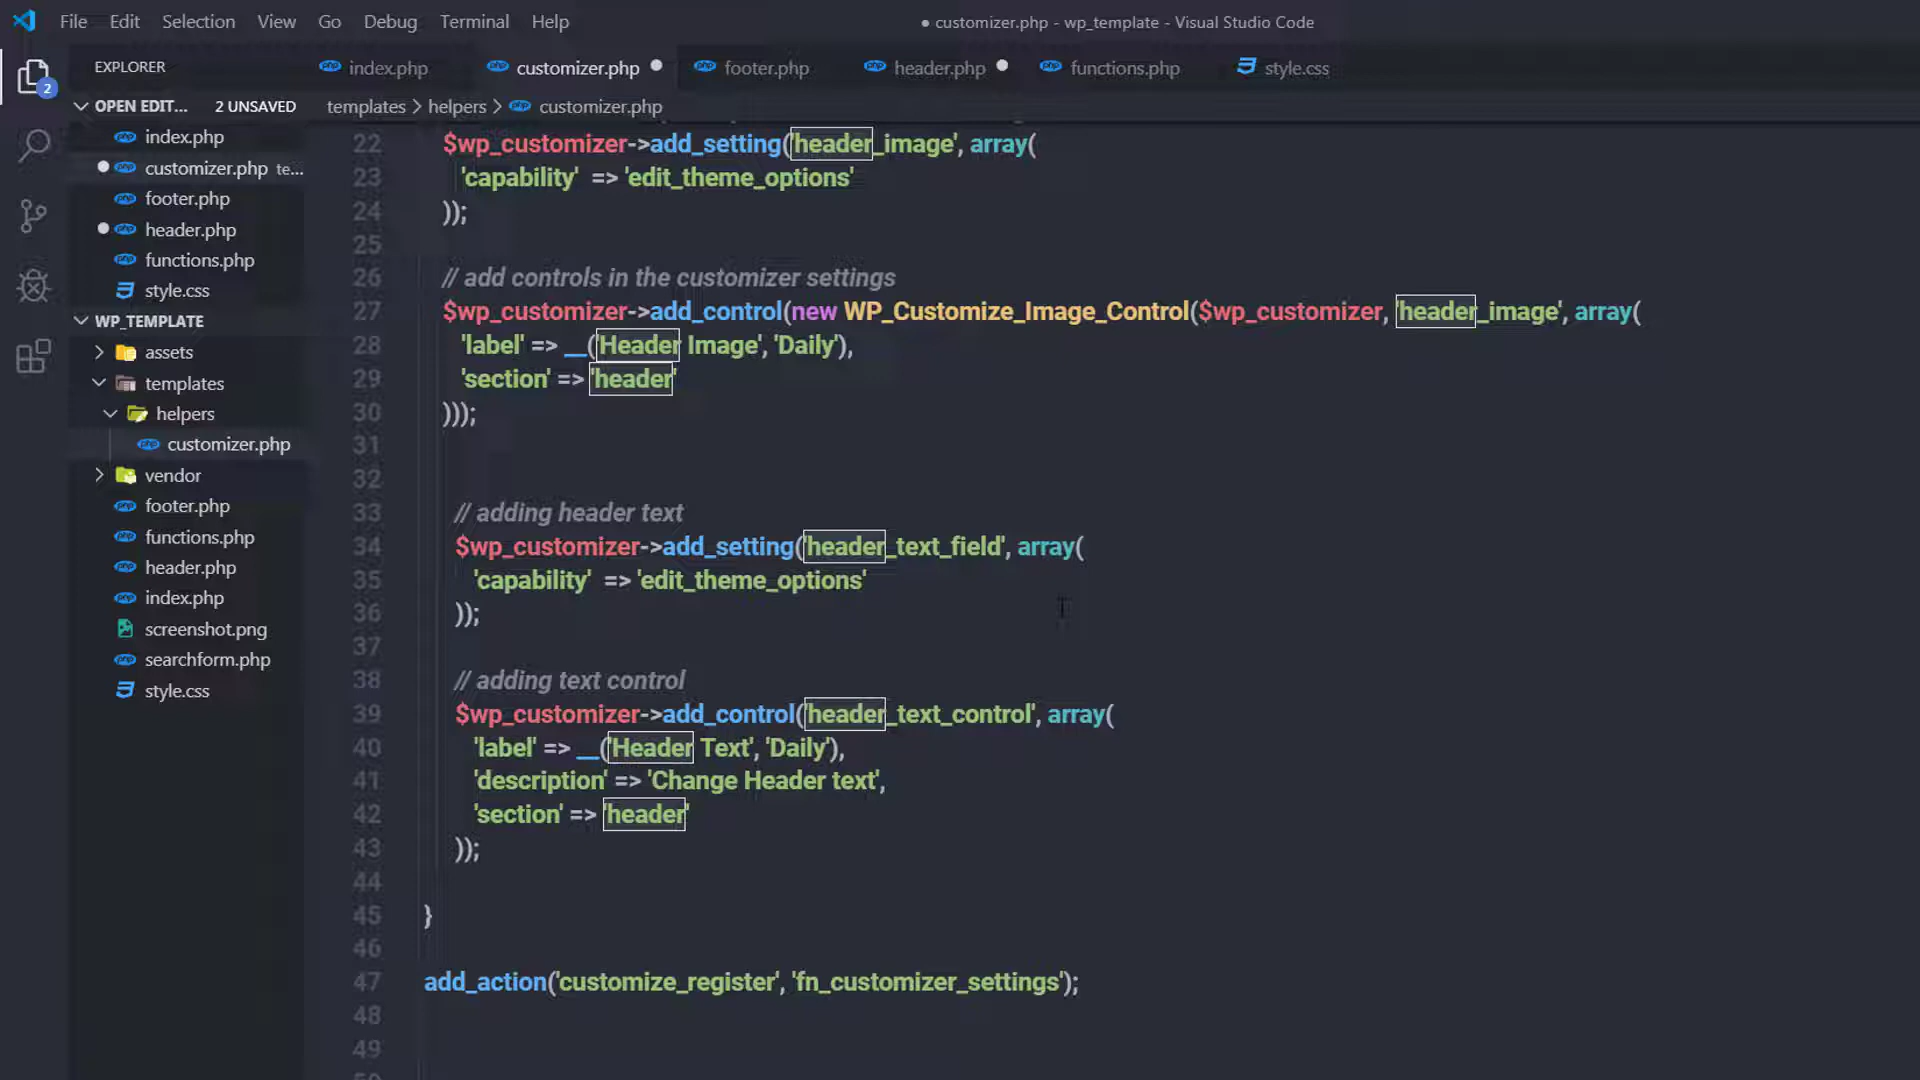 File Edit Selection View Go Debug Terminal Help
● customizer.php - wp_template - Visual Studio Code
EXPLORER
index.php customizer.php footer.php header.php functions.php style.css
2
OPEN EDIT... 2 UNSAVED
templates > helpers > customizer.php
index.php
customizer.php te...
footer.php
header.php
functions.php
style.css
WP_TEMPLATE
assets
templates
helpers
customizer.php
vendor
footer.php
functions.php
header.php
index.php
screenshot.png
searchform.php
style.css
22 $wp_customizer->add_setting('header_image', array(
23 'capability' => 'edit_theme_options'
24 ));
25
26 // add controls in the customizer settings
27 $wp_customizer->add_control(new WP_Customize_Image_Control($wp_customizer, 'header_image', array(
28 'label' => __('Header Image', 'Daily'),
29 'section' => 'header'
30 )));
31
32
33 // adding header text
34 $wp_customizer->add_setting('header_text_field', array(
35 'capability' => 'edit_theme_options'
36 ));
37
38 // adding text control
39 $wp_customizer->add_control('header_text_control', array(
40 'label' => __('Header Text', 'Daily'),
41 'description' => 'Change Header text',
42 'section' => 'header'
43 ));
44
45 }
46
47 add_action('customize_register', 'fn_customizer_settings');
48
49